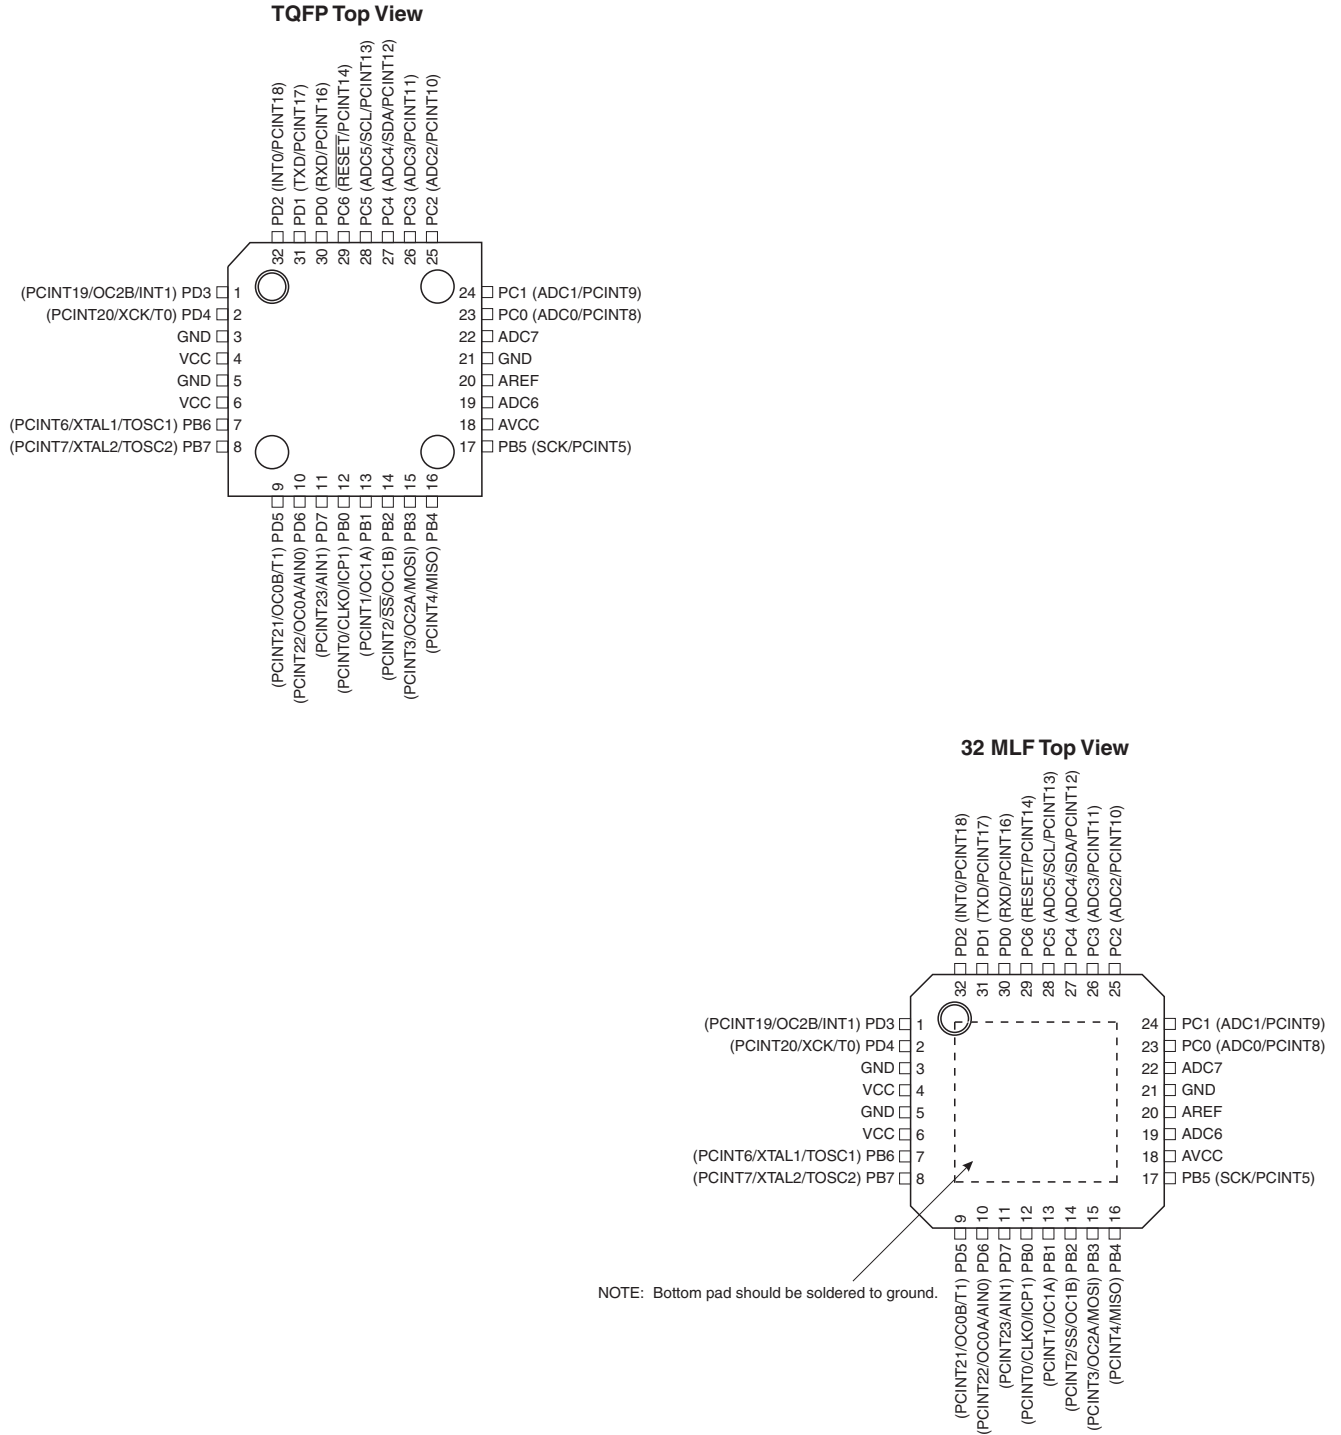 TQFP Top View
PD2 (INT0/PCINT18)
PD1 (TXD/PCINT17)
PD0 (RXD/PCINT16)
PC6 (RESET/PCINT14)
PC5 (ADC5/SCL/PCINT13)
PC4 (ADC4/SDA/PCINT12)
PC3 (ADC3/PCINT11)
PC2 (ADC2/PCINT10)
32 31 30 29 28 27 26 25
(PCINT19/OC2B/INT1) PD3 1 24 PC1 (ADC1/PCINT9)
(PCINT20/XCK/T0) PD4 2 23 PC0 (ADC0/PCINT8)
GND 3 22 ADC7
VCC 4 21 GND
GND 5 20 AREF
VCC 6 19 ADC6
(PCINT6/XTAL1/TOSC1) PB6 7 18 AVCC
(PCINT7/XTAL2/TOSC2) PB7 8 17 PB5 (SCK/PCINT5)
9 10 11 12 13 14 15 16
(PCINT21/OC0B/T1) PD5
(PCINT22/OC0A/AIN0) PD6
(PCINT23/AIN1) PD7
(PCINT0/CLKO/ICP1) PB0
(PCINT1/OC1A) PB1
(PCINT2/SS/OC1B) PB2
(PCINT3/OC2A/MOSI) PB3
(PCINT4/MISO) PB4
32 MLF Top View
PD2 (INT0/PCINT18)
PD1 (TXD/PCINT17)
PD0 (RXD/PCINT16)
PC6 (RESET/PCINT14)
PC5 (ADC5/SCL/PCINT13)
PC4 (ADC4/SDA/PCINT12)
PC3 (ADC3/PCINT11)
PC2 (ADC2/PCINT10)
32 31 30 29 28 27 26 25
(PCINT19/OC2B/INT1) PD3 1 24 PC1 (ADC1/PCINT9)
(PCINT20/XCK/T0) PD4 2 23 PC0 (ADC0/PCINT8)
GND 3 22 ADC7
VCC 4 21 GND
GND 5 20 AREF
VCC 6 19 ADC6
(PCINT6/XTAL1/TOSC1) PB6 7 18 AVCC
(PCINT7/XTAL2/TOSC2) PB7 8 17 PB5 (SCK/PCINT5)
9 10 11 12 13 14 15 16
(PCINT21/OC0B/T1) PD5
(PCINT22/OC0A/AIN0) PD6
(PCINT23/AIN1) PD7
(PCINT0/CLKO/ICP1) PB0
(PCINT1/OC1A) PB1
(PCINT2/SS/OC1B) PB2
(PCINT3/OC2A/MOSI) PB3
(PCINT4/MISO) PB4
NOTE: Bottom pad should be soldered to ground.